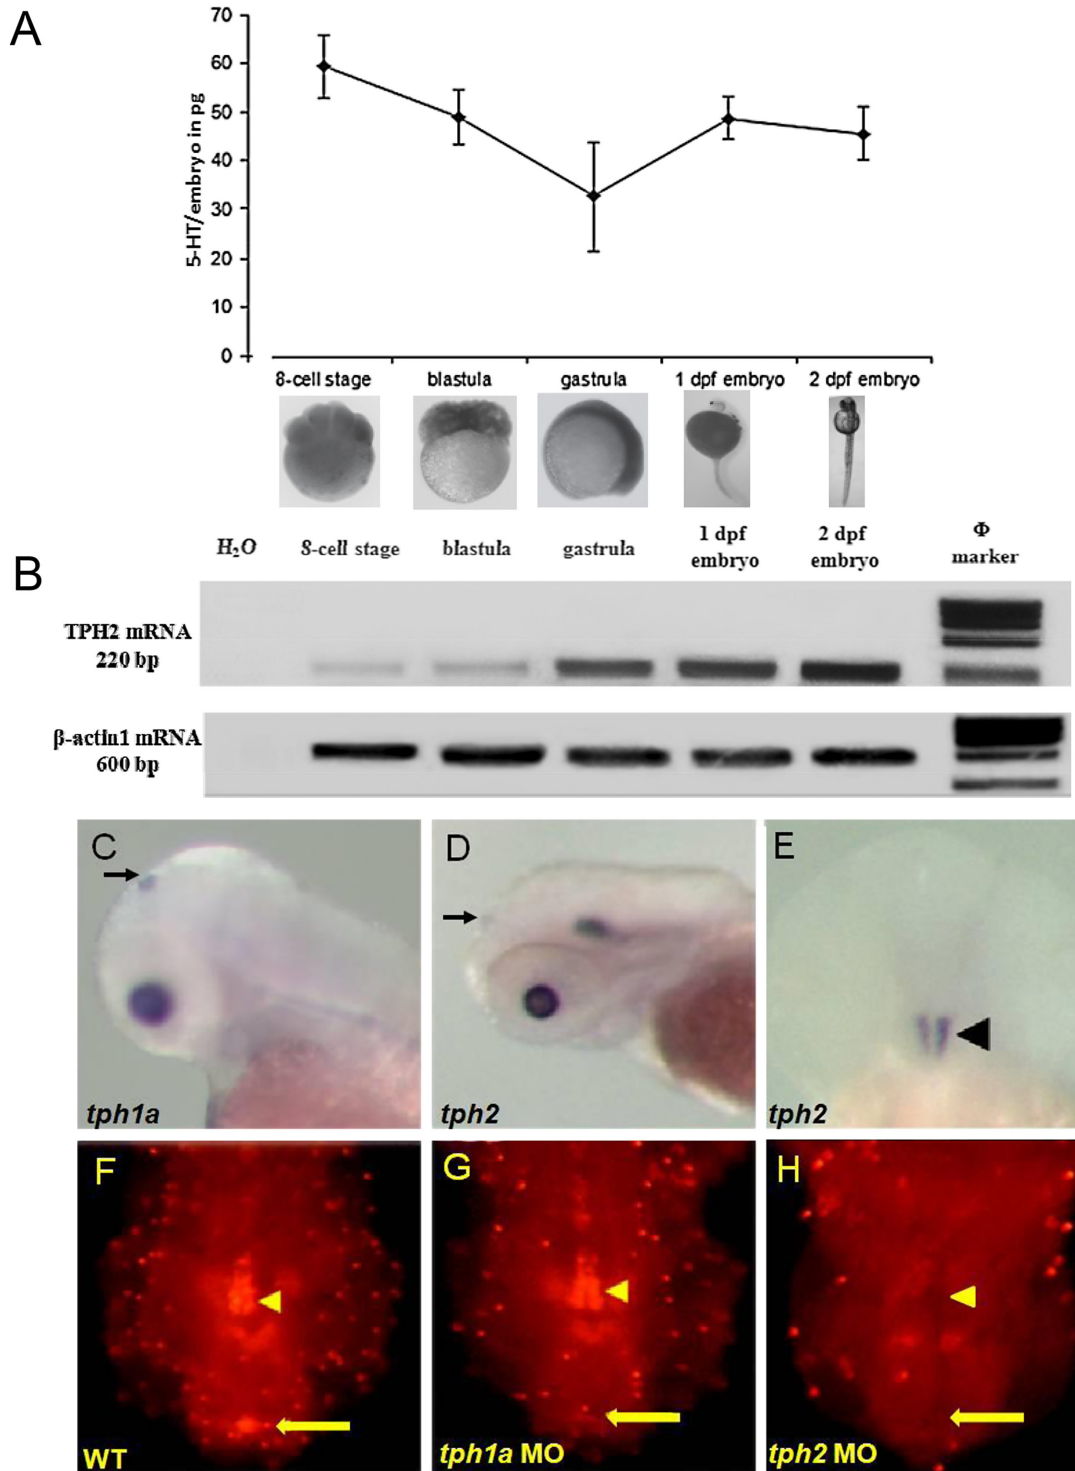 A
70
60
50
40
30
20
10
0
5-HT/embryo in pg
8-cell stage blastula gastrula 1 dpf embryo 2 dpf embryo
H₂O 8-cell stage blastula gastrula 1 dpf embryo 2 dpf embryo Φ marker
B
TPH2 mRNA
220 bp
β-actin1 mRNA
600 bp
C D E
tph1a tph2 tph2
F G H
WT tph1a MO tph2 MO